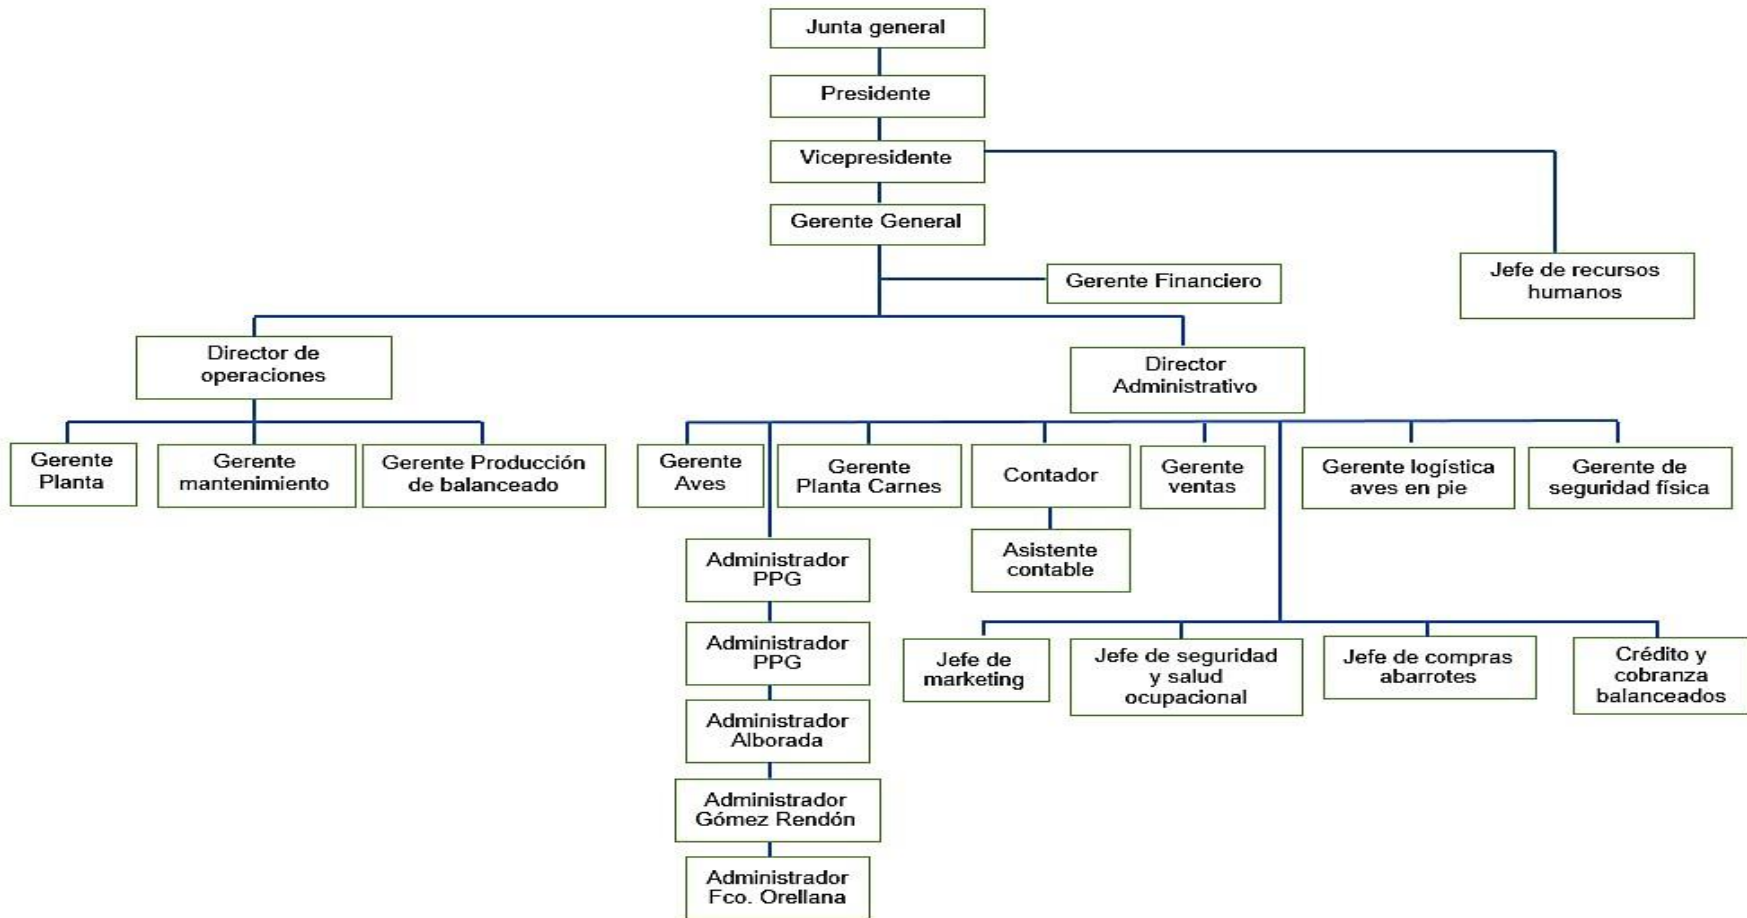 Junta general
Presidente
Vicepresidente
Gerente General
Gerente Financiero
Jefe de recursos
humanos
Director de
operaciones
Director
Administrativo
Gerente
Planta
Gerente
mantenimiento
Gerente Producción
de balanceado
Gerente
Aves
Gerente
Planta Carnes
Contador
Gerente
ventas
Gerente logística
aves en pie
Gerente de
seguridad física
Administrador
PPG
Asistente
contable
Administrador
PPG
Jefe de
marketing
Jefe de seguridad
y salud
ocupacional
Jefe de compras
abarrotes
Crédito y
cobranza
balanceados
Administrador
Alborada
Administrador
Gómez Rendón
Administrador
Fco. Orellana